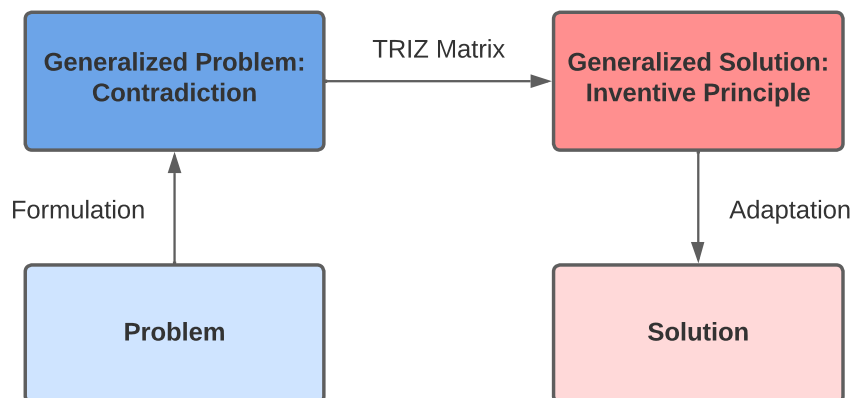 Generalized Problem:
Contradiction
TRIZ Matrix
Generalized Solution:
Inventive Principle
Formulation
Adaptation
Problem
Solution